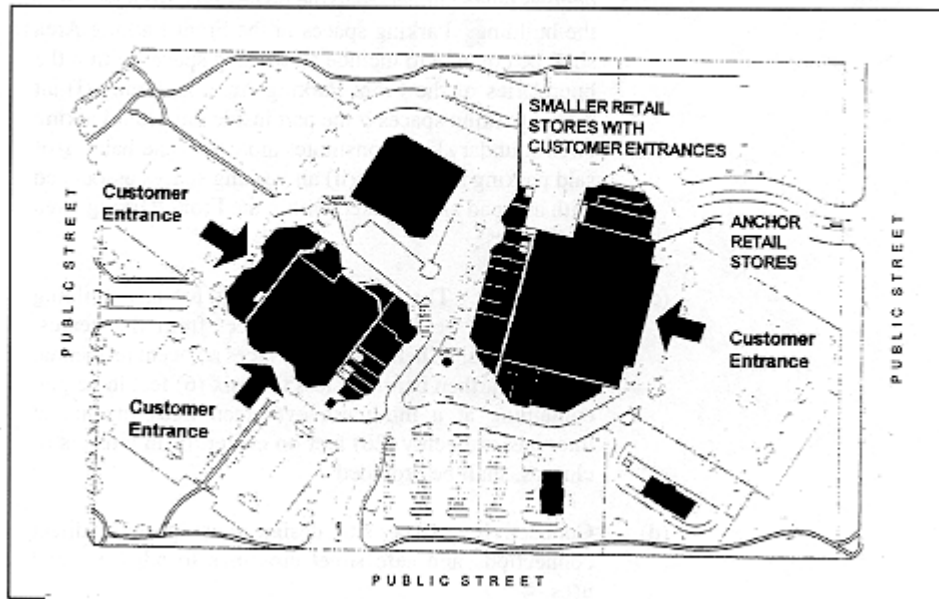 SMALLER RETAIL
STORES WITH
CUSTOMER ENTRANCES
Customer
Entrance
PUBLIC STREET
ANCHOR
RETAIL
STORES
PUBLIC STREET
Customer
Entrance
Customer
Entrance
PUBLIC STREET